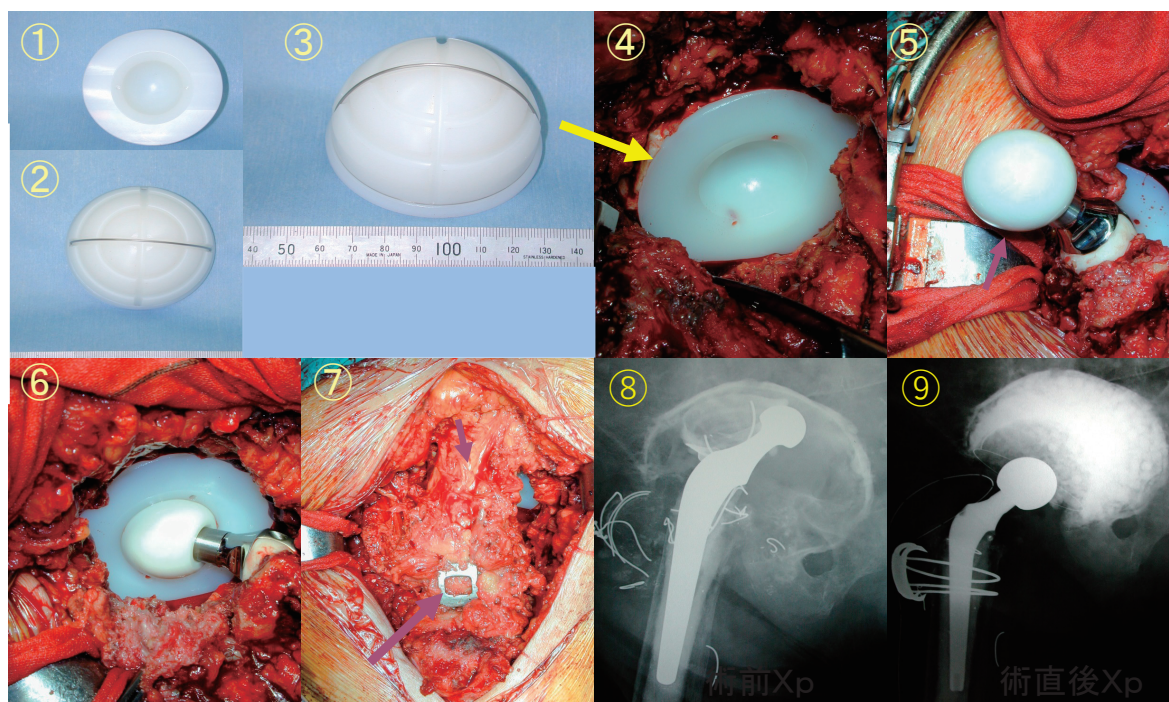 ①
②
③
40 50 60 70 80 90 100 110 120 130 140
MADE IN JAPAN
STAINLESS HARDENED
④
⑤
⑥
⑦
⑧
術前Xp
⑨
術直後Xp